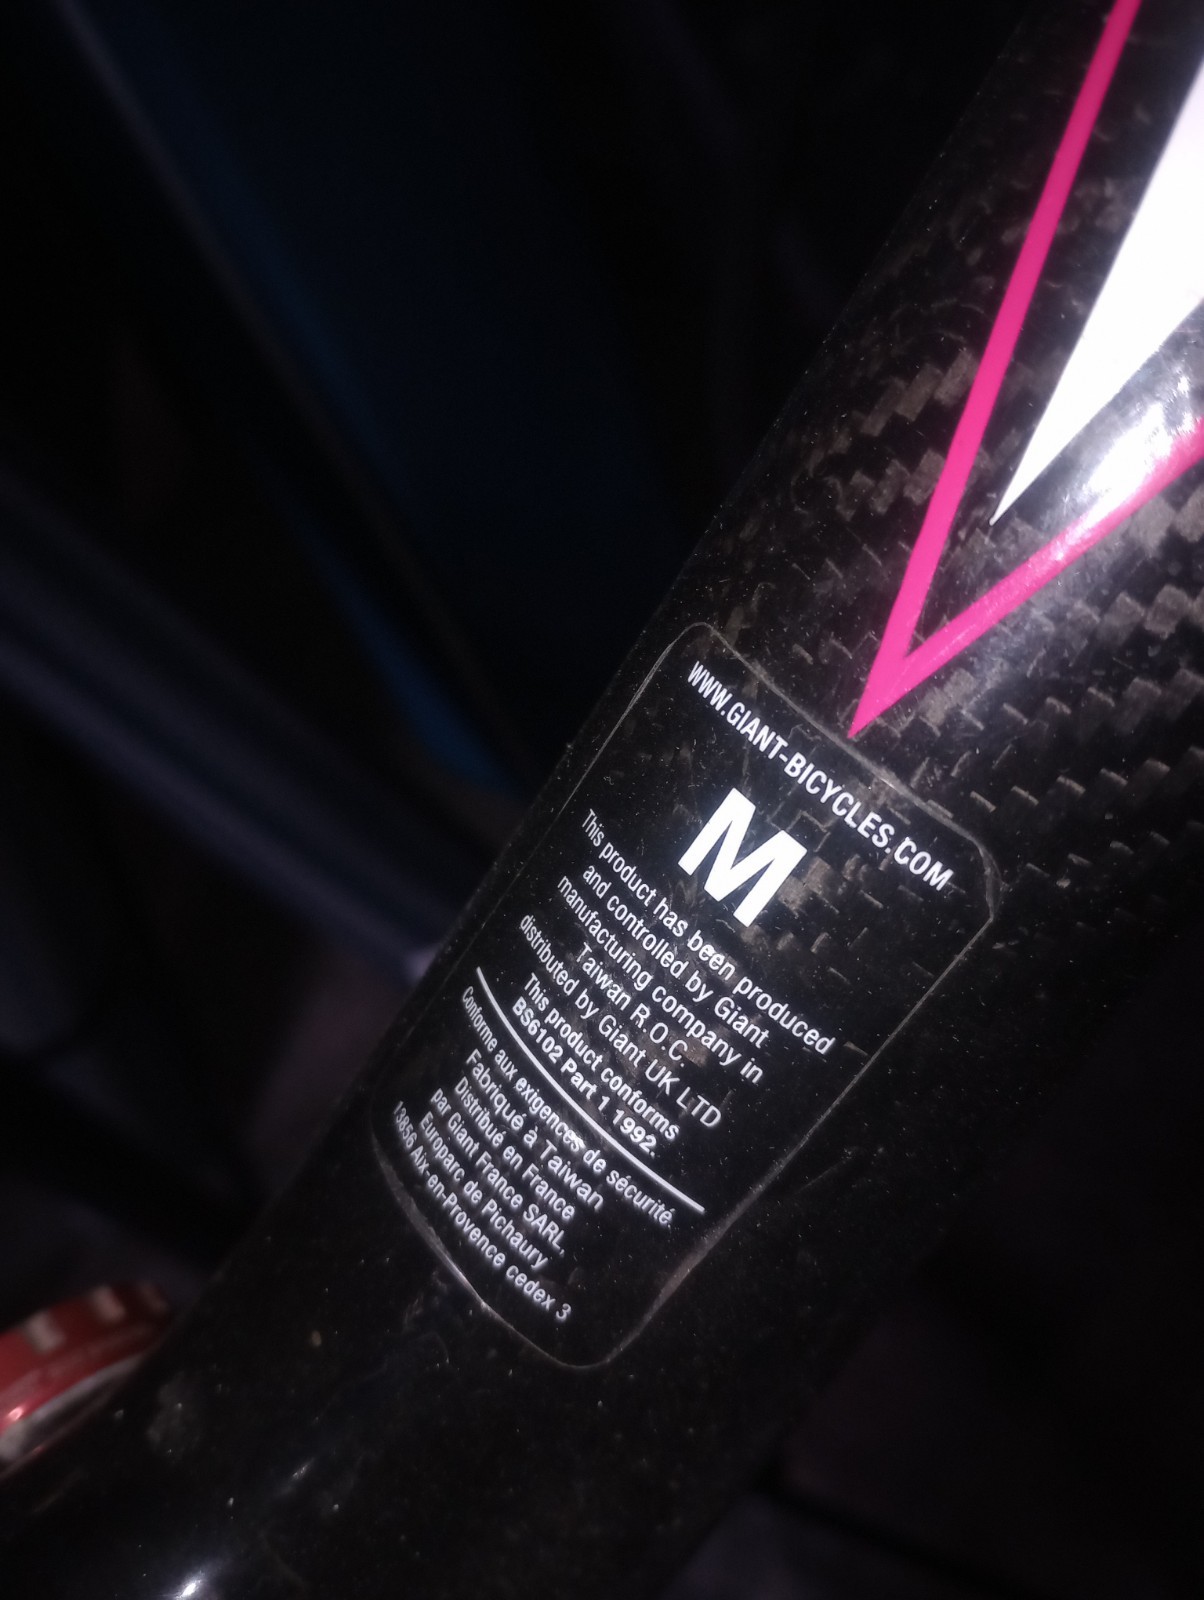 WWW.GIANT-BICYCLES.COM
M
This product has been produced
and controlled by Giant
manufacturing company in
Taiwan R.O.C
distributed by Giant UK LTD
This product conforms
BS6102 Part 1 1992.
Conforme aux exigences de sécurité.
Fabriqué à Taiwan
Distribué en France
par Giant France SARL,
Europarc de Pichaury
13856 Aix-en-Provence cedex 3